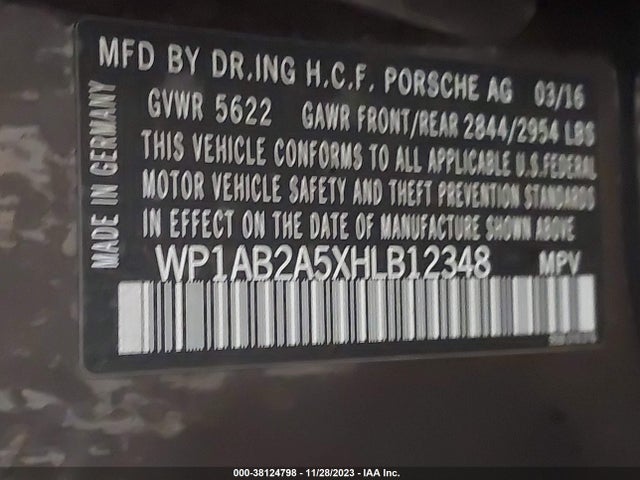 MFD BY DR.ING H.C.F. PORSCHE AG 03/16
GVWR 5622 GAWR FRONT/REAR 2844/2954 LBS
THIS VEHICLE CONFORMS TO ALL APPLICABLE U.S.FEDERAL
MOTOR VEHICLE SAFETY AND THEFT PREVENTION STANDARDS
IN EFFECT ON THE DATE OF MANUFACTURE SHOWN ABOVE
WP1AB2A5XHLB12348 MPV
MADE IN GERMANY
000-38124798 - 11/28/2023 - IAA Inc.